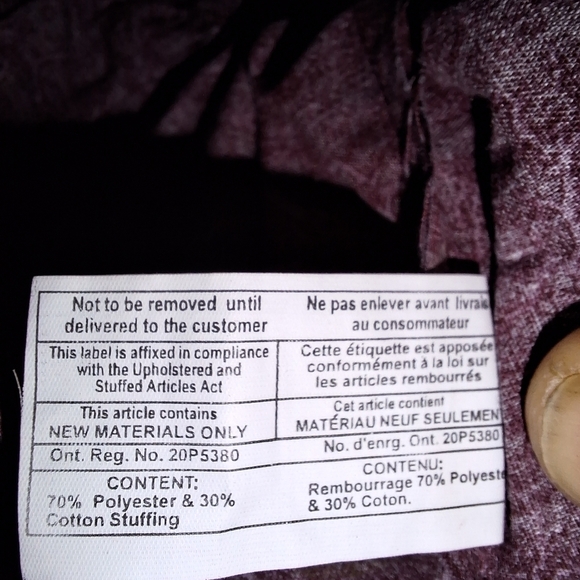 Not to be removed until
delivered to the customer
Ne pas enlever avant livrais
au consommateur
This label is affixed in compliance
with the Upholstered and
Stuffed Articles Act
Cette étiquette est apposée
conformément à la loi sur
les articles rembourrés
This article contains
NEW MATERIALS ONLY
Cet article contient
MATÉRIAU NEUF SEULEMEN
Ont. Reg. No. 20P5380
No. d'enrg. Ont. 20P5380
CONTENT:
70% Polyester & 30%
Cotton Stuffing
CONTENU:
Rembourrage 70% Polyeste
& 30% Coton.